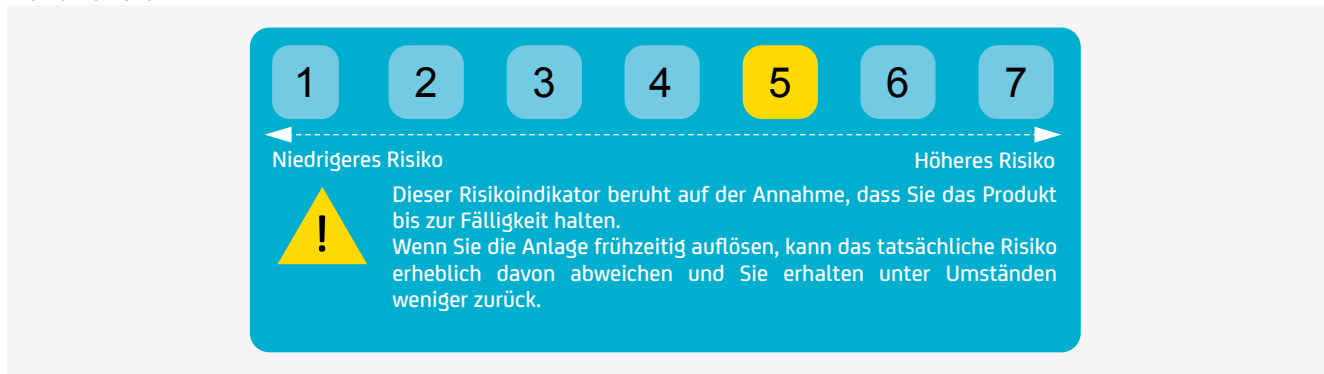 1 2 3 4 5 6 7
Niedrigeres Risiko Höheres Risiko
! Dieser Risikoindikator beruht auf der Annahme, dass Sie das Produkt
bis zur Fälligkeit halten.
Wenn Sie die Anlage frühzeitig auflösen, kann das tatsächliche Risiko
erheblich davon abweichen und Sie erhalten unter Umständen
weniger zurück.